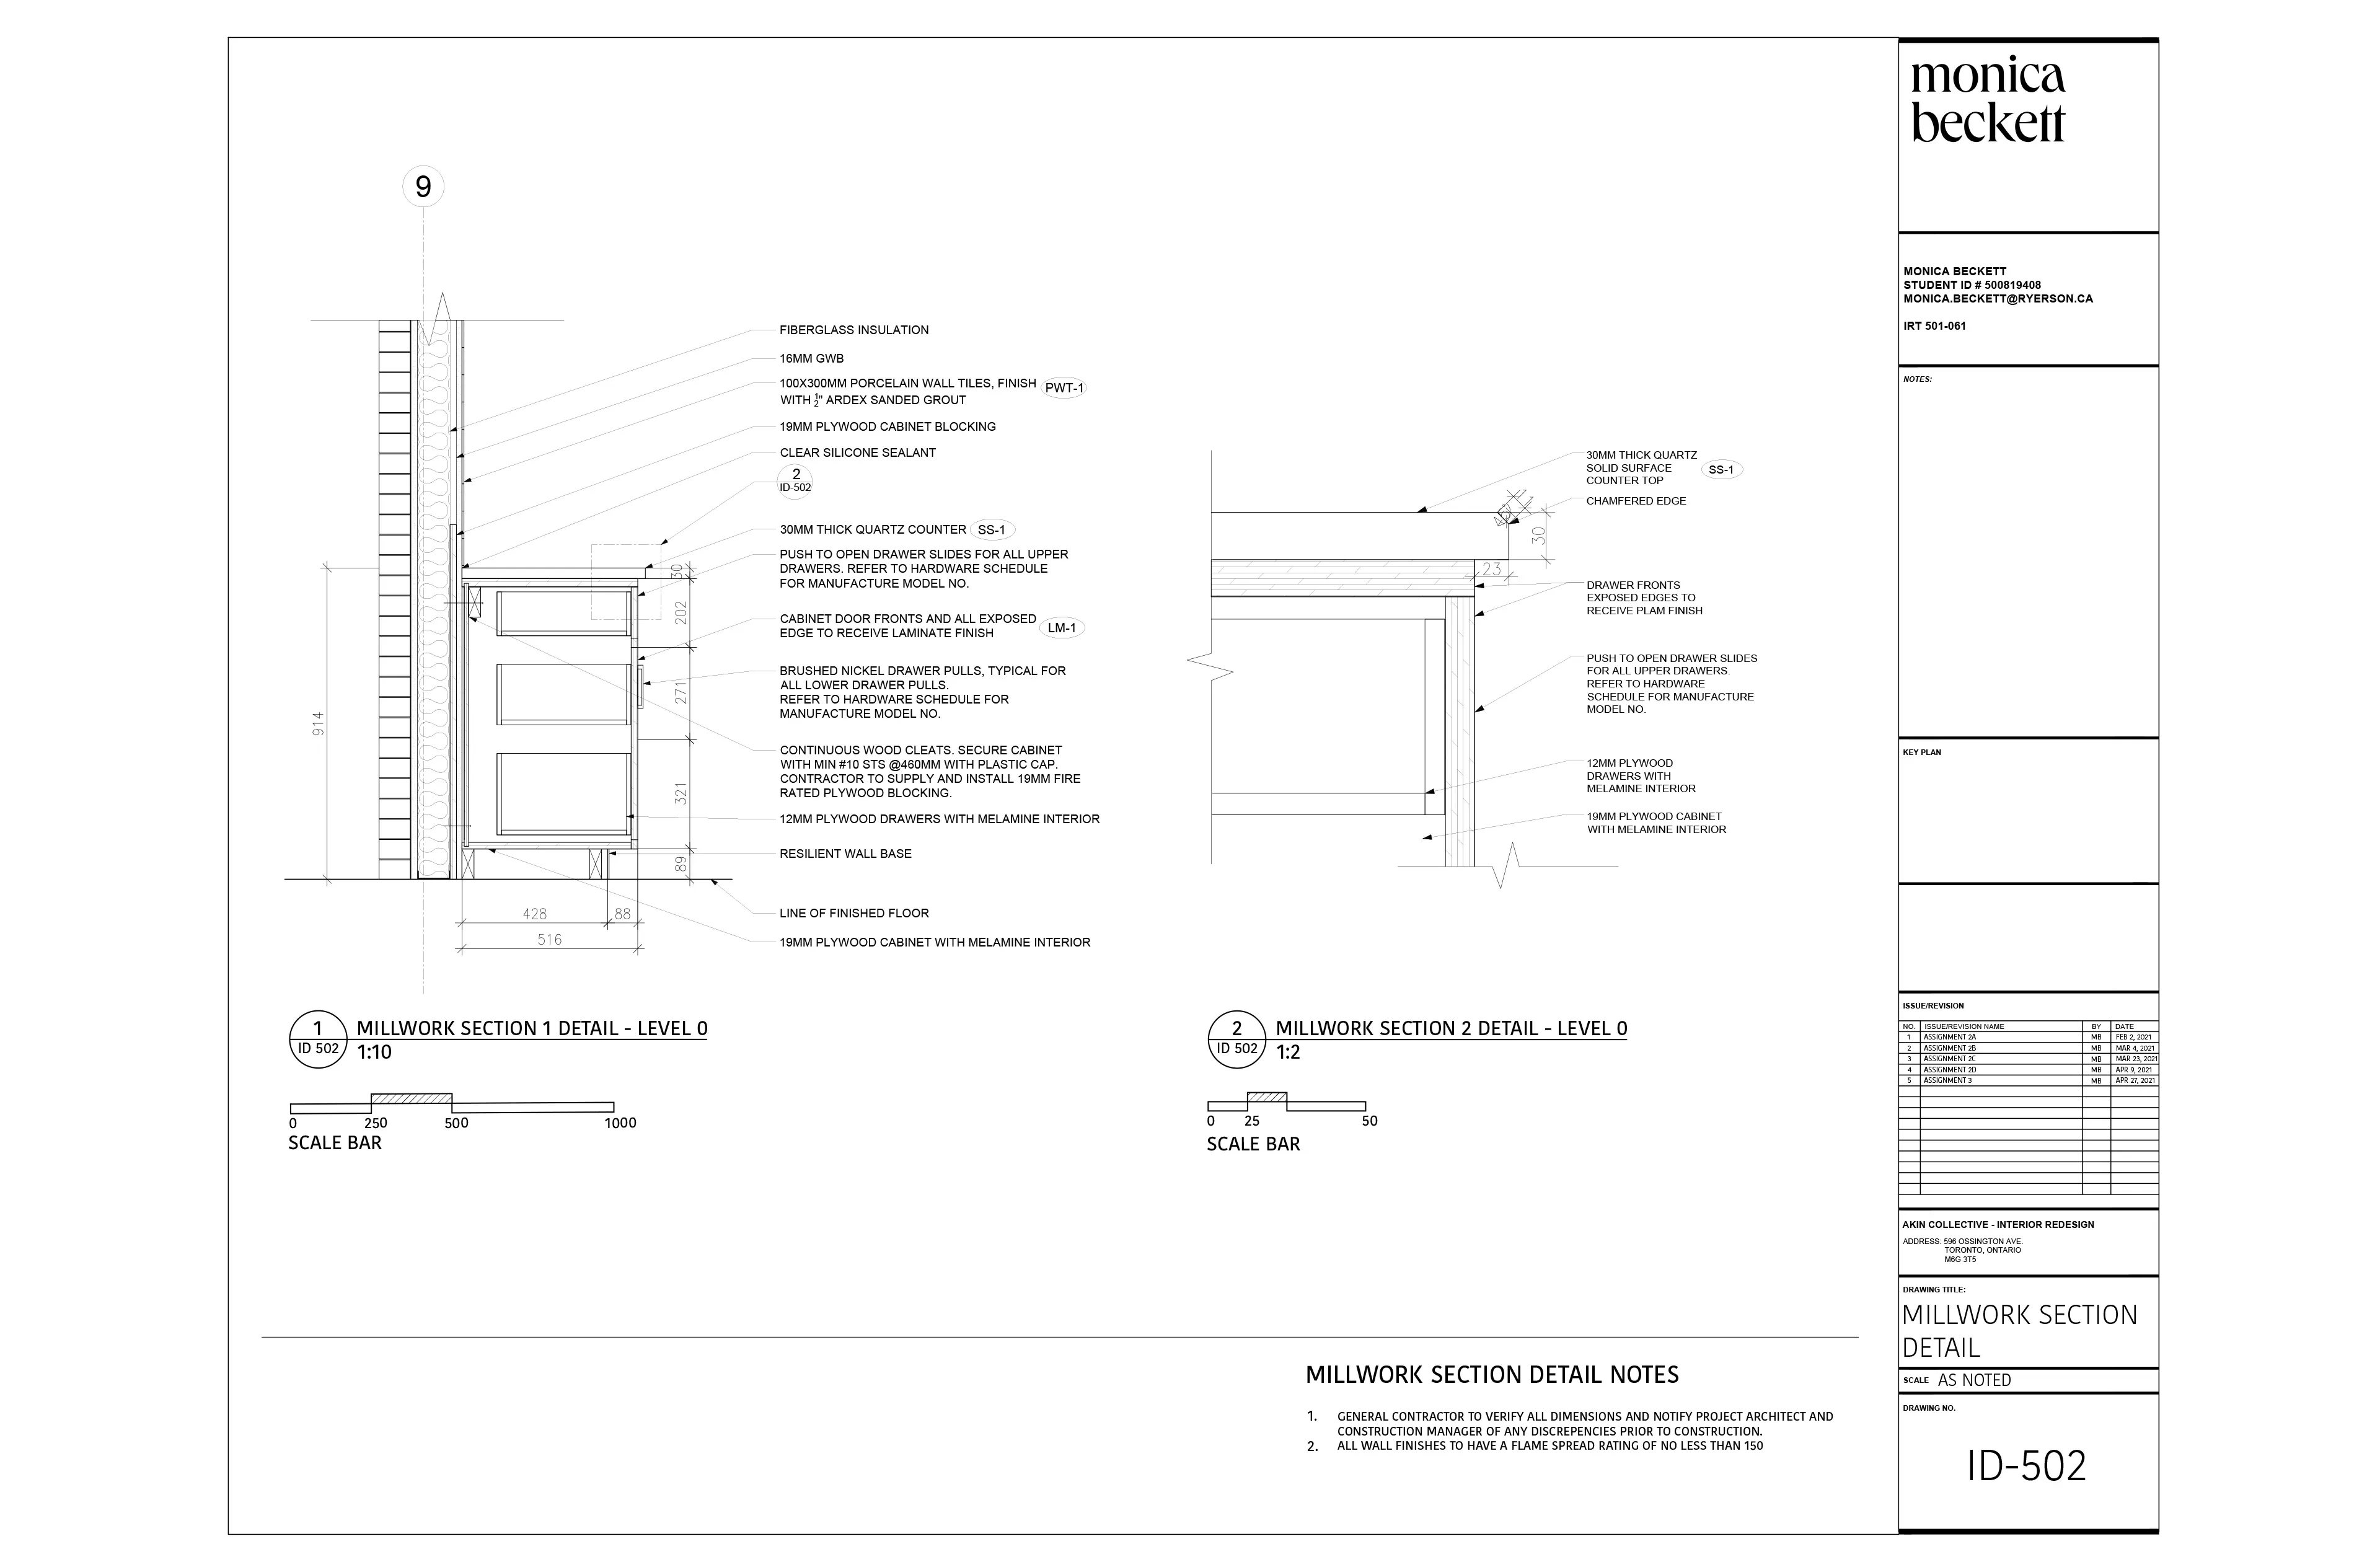 9
FIBERGLASS INSULATION
16MM GWB
100X300MM PORCELAIN WALL TILES, FINISH
WITH 1/2" ARDEX SANDED GROUT
PWT-1
19MM PLYWOOD CABINET BLOCKING
CLEAR SILICONE SEALANT
2
ID-502
30MM THICK QUARTZ COUNTER
SS-1
PUSH TO OPEN DRAWER SLIDES FOR ALL UPPER
DRAWERS. REFER TO HARDWARE SCHEDULE
FOR MANUFACTURE MODEL NO.
CABINET DOOR FRONTS AND ALL EXPOSED
EDGE TO RECEIVE LAMINATE FINISH
LM-1
BRUSHED NICKEL DRAWER PULLS, TYPICAL FOR
ALL LOWER DRAWER PULLS.
REFER TO HARDWARE SCHEDULE FOR
MANUFACTURE MODEL NO.
CONTINUOUS WOOD CLEATS. SECURE CABINET
WITH MIN #10 STS @460MM WITH PLASTIC CAP.
CONTRACTOR TO SUPPLY AND INSTALL 19MM FIRE
RATED PLYWOOD BLOCKING.
12MM PLYWOOD DRAWERS WITH MELAMINE INTERIOR
RESILIENT WALL BASE
LINE OF FINISHED FLOOR
19MM PLYWOOD CABINET WITH MELAMINE INTERIOR
914
30
202
271
321
89
428
88
516
1
ID 502
MILLWORK SECTION 1 DETAIL - LEVEL 0
1:10
0 250 500 1000
SCALE BAR
30MM THICK QUARTZ
SOLID SURFACE
COUNTER TOP
SS-1
CHAMFERED EDGE
30
23
DRAWER FRONTS
EXPOSED EDGES TO
RECEIVE PLAM FINISH
PUSH TO OPEN DRAWER SLIDES
FOR ALL UPPER DRAWERS.
REFER TO HARDWARE
SCHEDULE FOR MANUFACTURE
MODEL NO.
12MM PLYWOOD
DRAWERS WITH
MELAMINE INTERIOR
19MM PLYWOOD CABINET
WITH MELAMINE INTERIOR
2
ID 502
MILLWORK SECTION 2 DETAIL - LEVEL 0
1:2
0 25 50
SCALE BAR
MILLWORK SECTION DETAIL NOTES
1. GENERAL CONTRACTOR TO VERIFY ALL DIMENSIONS AND NOTIFY PROJECT ARCHITECT AND
CONSTRUCTION MANAGER OF ANY DISCREPENCIES PRIOR TO CONSTRUCTION.
2. ALL WALL FINISHES TO HAVE A FLAME SPREAD RATING OF NO LESS THAN 150
monica
beckett
MONICA BECKETT
STUDENT ID # 500819408
MONICA.BECKETT@RYERSON.CA
IRT 501-061
NOTES:
KEY PLAN
ISSUE/REVISION
NO. ISSUE/REVISION NAME BY DATE
1 ASSIGNMENT 2A MB FEB 2, 2021
2 ASSIGNMENT 2B MB MAR 4, 2021
3 ASSIGNMENT 2C MB MAR 23, 2021
4 ASSIGNMENT 2D MB APR 9, 2021
5 ASSIGNMENT 3 MB APR 27, 2021
AKIN COLLECTIVE - INTERIOR REDESIGN
ADDRESS: 596 OSSINGTON AVE.
TORONTO, ONTARIO
M6G 3T5
DRAWING TITLE:
MILLWORK SECTION
DETAIL
SCALE AS NOTED
DRAWING NO.
ID-502